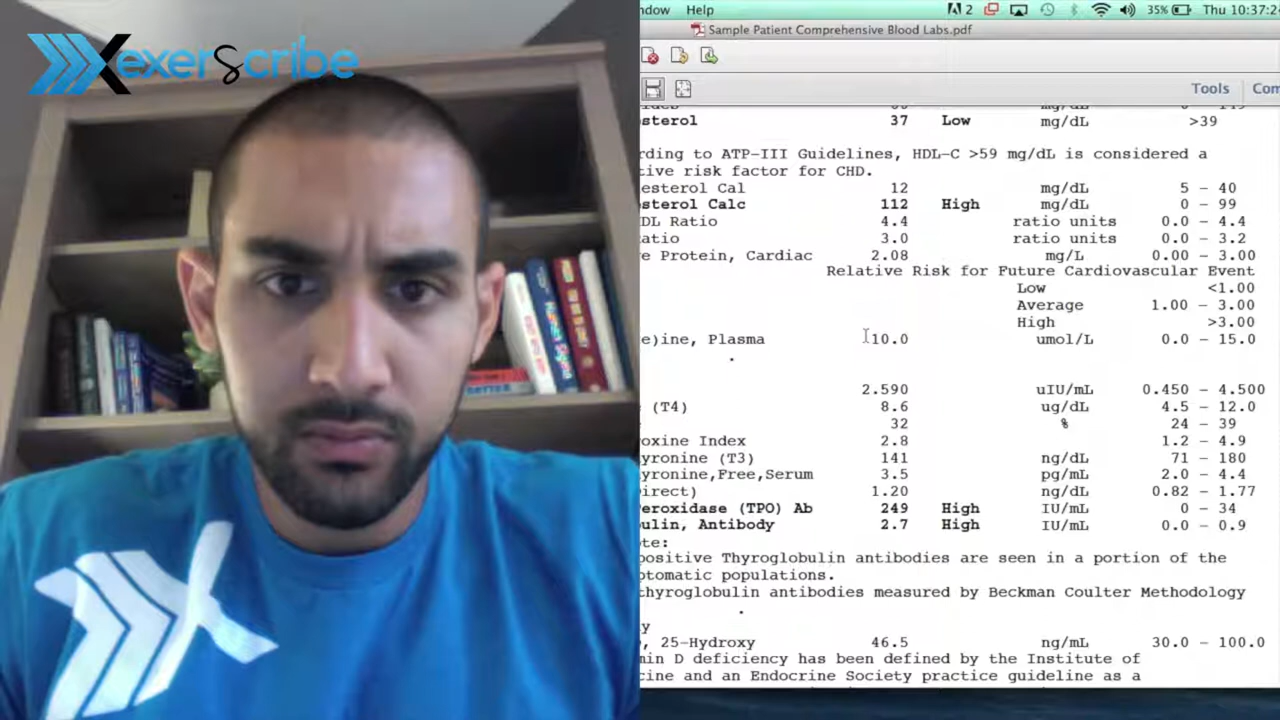 exerscribe
ndow Help
2
35%
Thu 10:37:2
Sample Patient Comprehensive Blood Labs.pdf
Tools
Com
mg/dL
esterol 37 Low mg/dL >39
rding to ATP-III Guidelines, HDL-C >59 mg/dL is considered a
tive risk factor for CHD.
esterol Cal 12 mg/dL 5 - 40
esterol Calc 112 High mg/dL 0 - 99
DL Ratio 4.4 ratio units 0.0 - 4.4
atio 3.0 ratio units 0.0 - 3.2
e Protein, Cardiac 2.08 mg/L 0.00 - 3.00
Relative Risk for Future Cardiovascular Event
Low <1.00
Average 1.00 - 3.00
High >3.00
e)ine, Plasma 10.0 umol/L 0.0 - 15.0
.
2.590 uIU/mL 0.450 - 4.500
(T4) 8.6 ug/dL 4.5 - 12.0
32 % 24 - 39
oxine Index 2.8 1.2 - 4.9
yronine (T3) 141 ng/dL 71 - 180
yronine,Free,Serum 3.5 pg/mL 2.0 - 4.4
irect) 1.20 ng/dL 0.82 - 1.77
eroxidase (TPO) Ab 249 High IU/mL 0 - 34
ulin, Antibody 2.7 High IU/mL 0.0 - 0.9
te:
positive Thyroglobulin antibodies are seen in a portion of the
ptomatic populations.
thyroglobulin antibodies measured by Beckman Coulter Methodology
.
y
, 25-Hydroxy 46.5 ng/mL 30.0 - 100.0
min D deficiency has been defined by the Institute of
cine and an Endocrine Society practice guideline as a